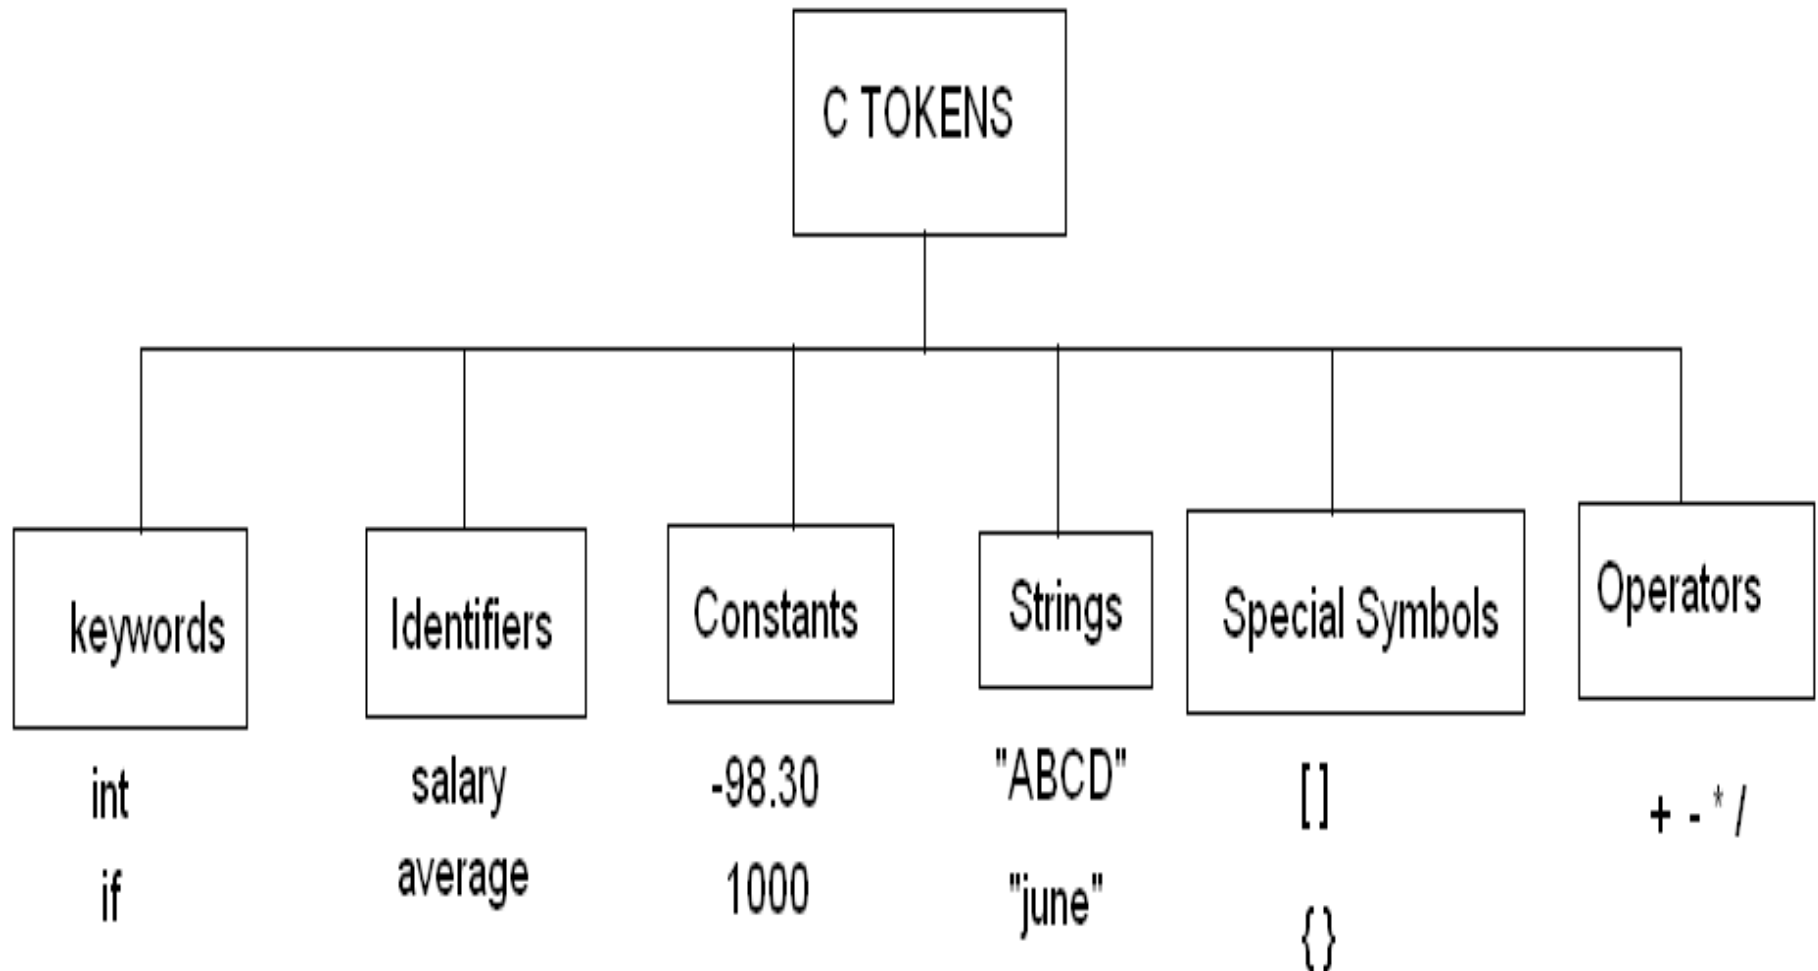 C TOKENS
keywords
Identifiers
Constants
Strings
Special Symbols
Operators
int
if
salary
average
-98.30
1000
"ABCD"
"june"
[ ]
{ }
+ - * /